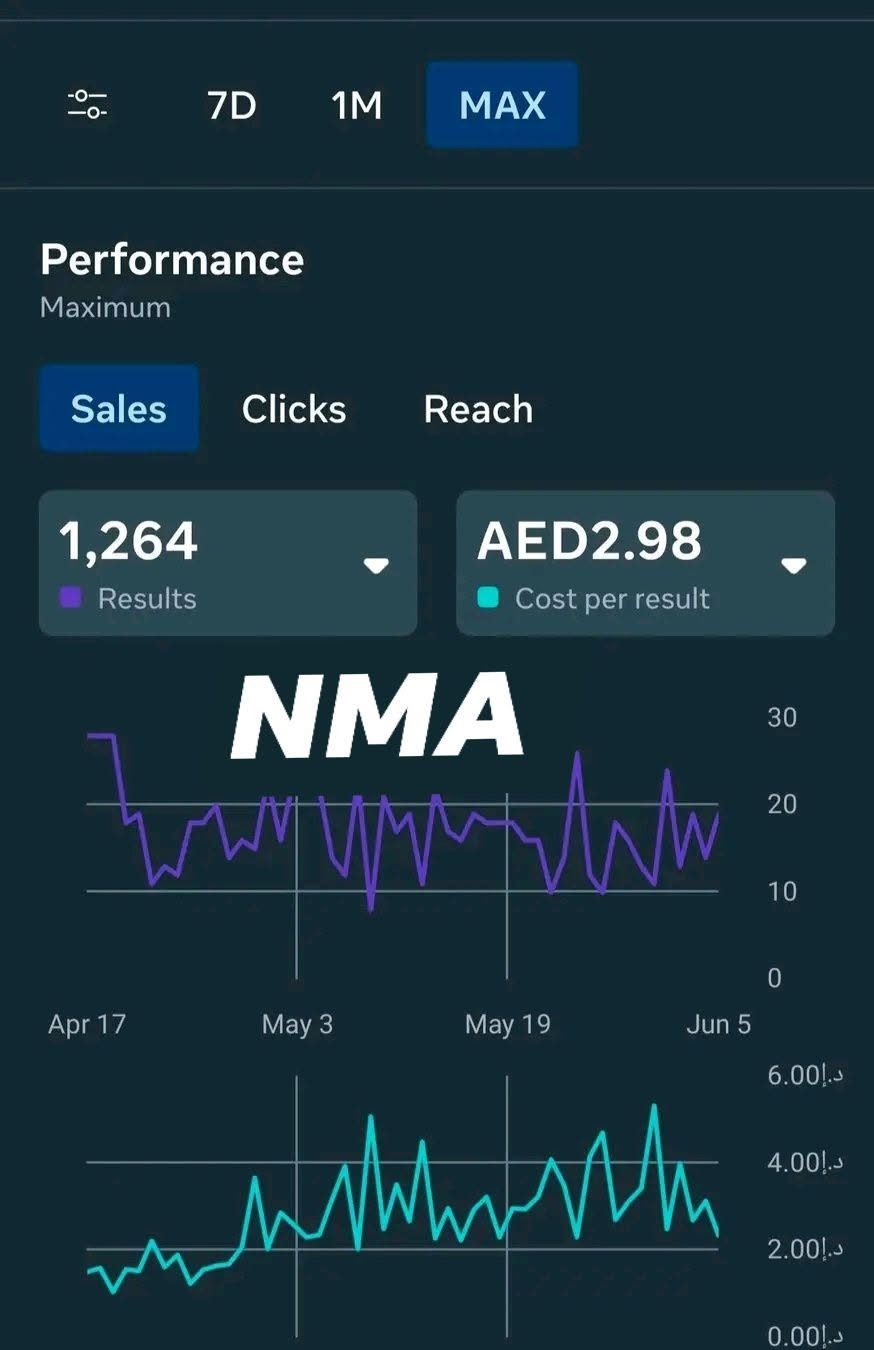 7D 1M MAX
Performance
Maximum
Sales Clicks Reach
1,264 AED2.98
Results Cost per result
NMA
30
20
10
0
Apr 17 May 3 May 19 Jun 5
6.00د.إ
4.00د.إ
2.00د.إ
0.00د.إ